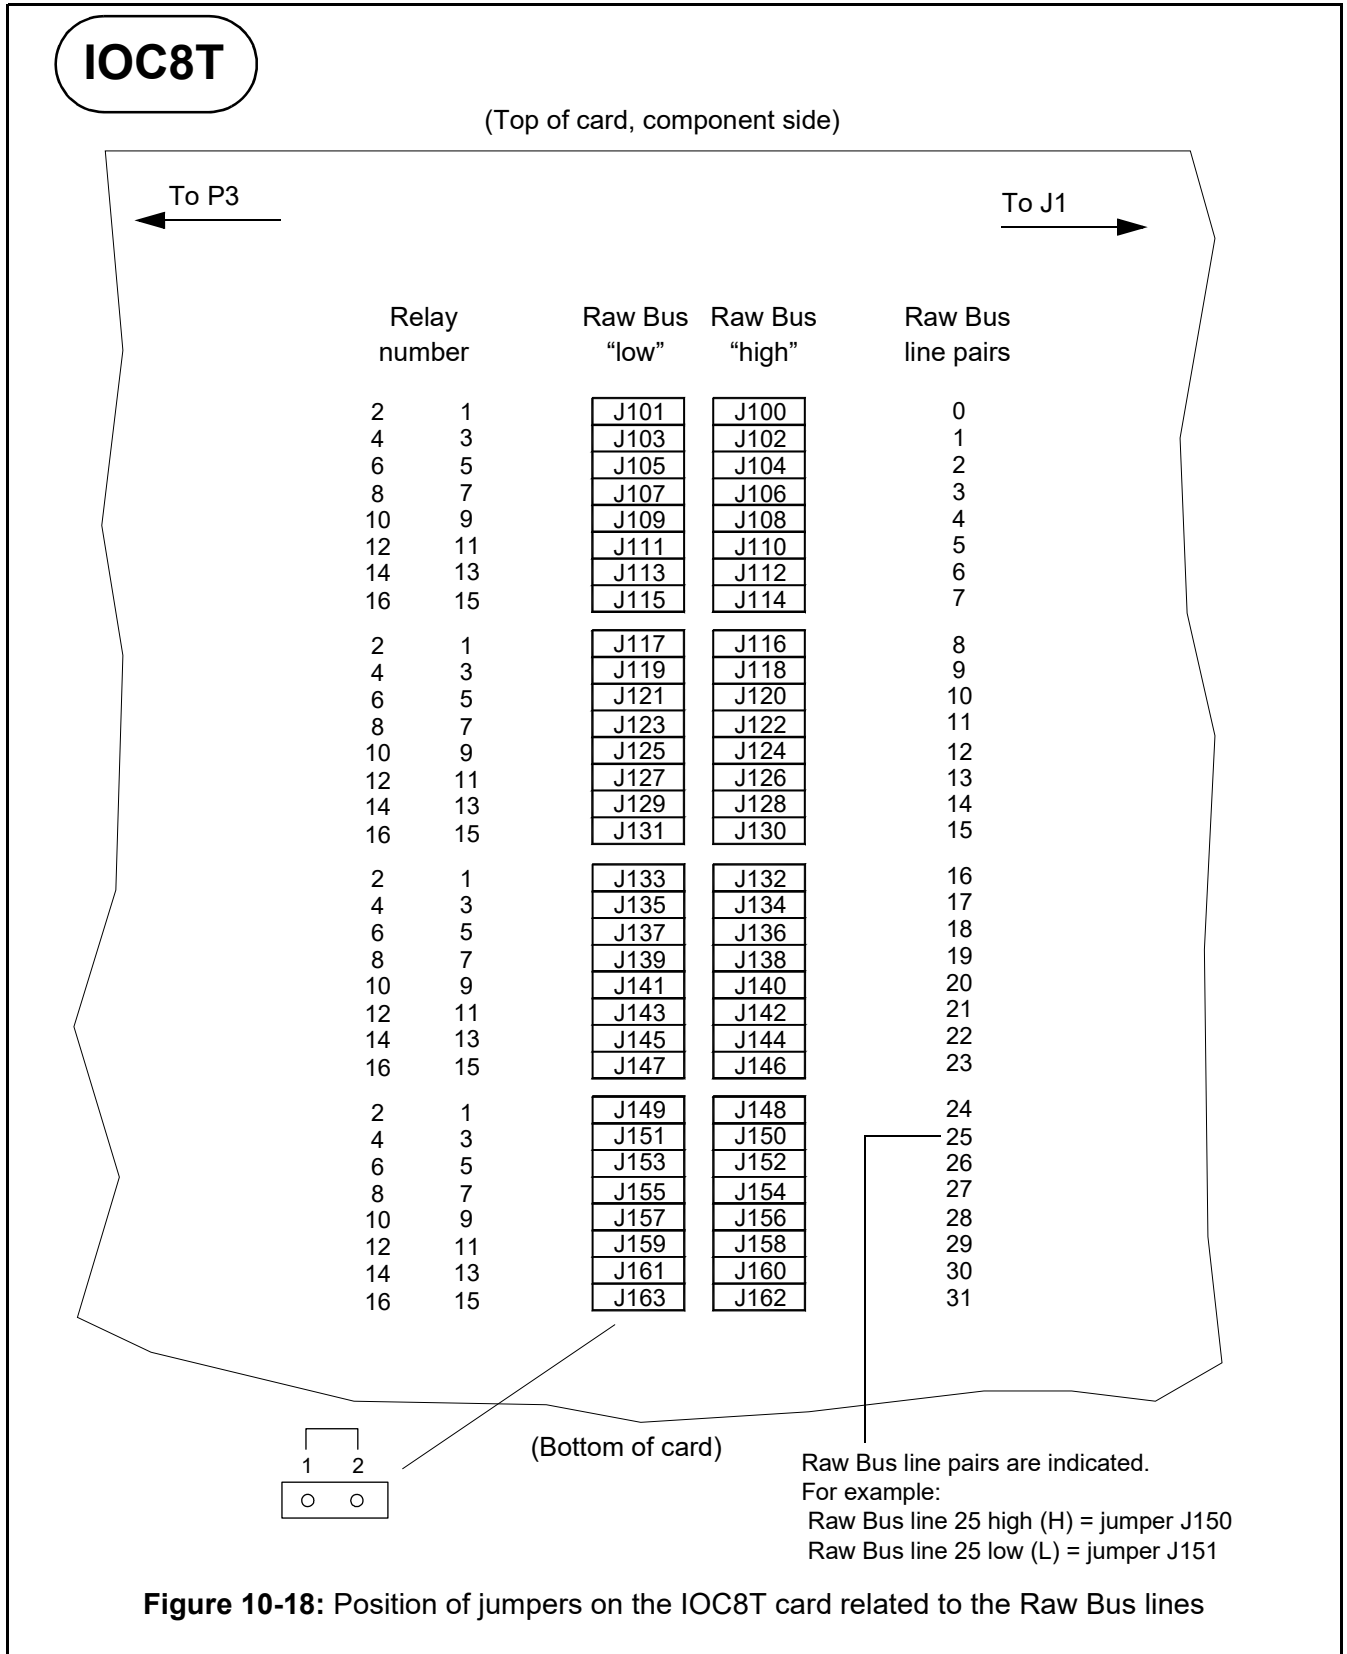 IOC8T
(Top of card, component side)
To P3
To J1
Relay number Raw Bus “low” Raw Bus “high” Raw Bus line pairs
2 1 J101 J100 0
4 3 J103 J102 1
6 5 J105 J104 2
8 7 J107 J106 3
10 9 J109 J108 4
12 11 J111 J110 5
14 13 J113 J112 6
16 15 J115 J114 7
2 1 J117 J116 8
4 3 J119 J118 9
6 5 J121 J120 10
8 7 J123 J122 11
10 9 J125 J124 12
12 11 J127 J126 13
14 13 J129 J128 14
16 15 J131 J130 15
2 1 J133 J132 16
4 3 J135 J134 17
6 5 J137 J136 18
8 7 J139 J138 19
10 9 J141 J140 20
12 11 J143 J142 21
14 13 J145 J144 22
16 15 J147 J146 23
2 1 J149 J148 24
4 3 J151 J150 25
6 5 J153 J152 26
8 7 J155 J154 27
10 9 J157 J156 28
12 11 J159 J158 29
14 13 J161 J160 30
16 15 J163 J162 31
1 2
(Bottom of card)
Raw Bus line pairs are indicated.
For example:
Raw Bus line 25 high (H) = jumper J150
Raw Bus line 25 low (L) = jumper J151
Figure 10-18: Position of jumpers on the IOC8T card related to the Raw Bus lines